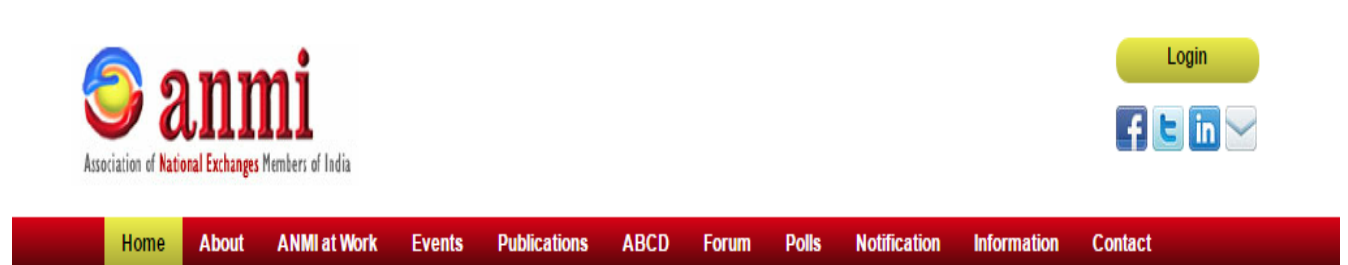 Login
anmi
Association of National Exchanges Members of India
Home About ANMI at Work Events Publications ABCD Forum Polls Notification Information Contact